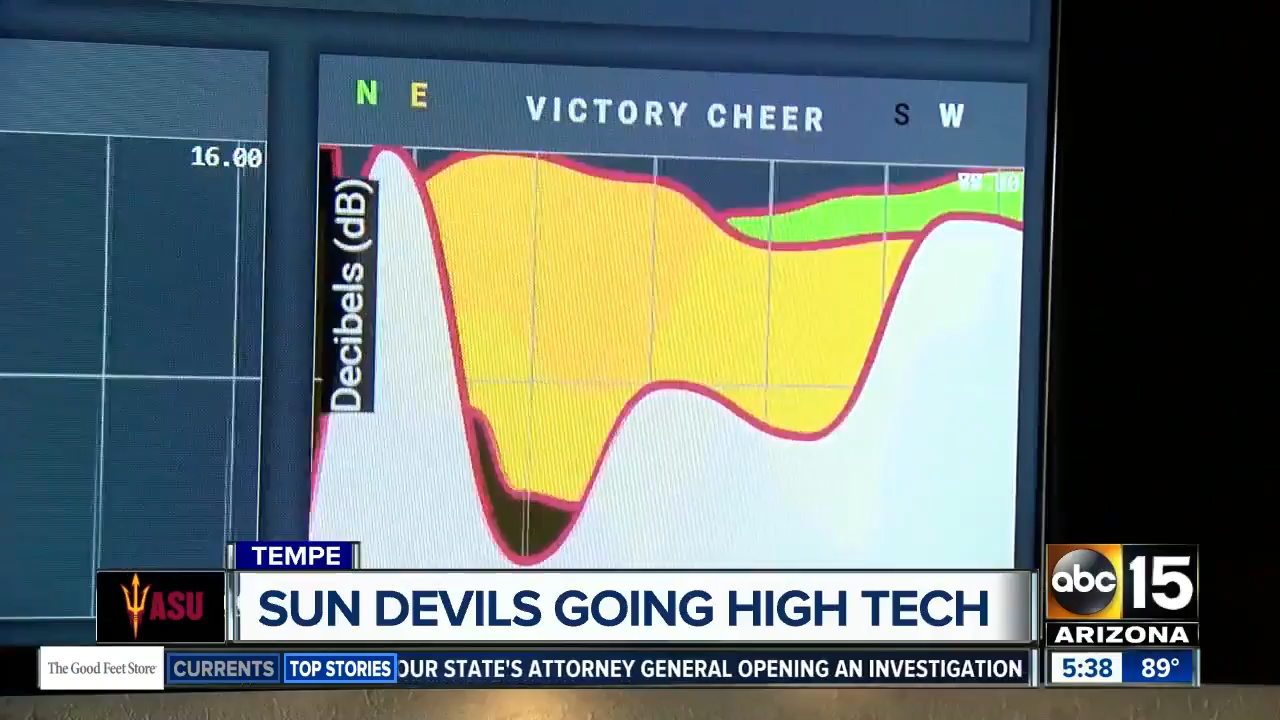 N E VICTORY CHEER S W
16.00
Decibels (dB)
TEMPE
ASU
SUN DEVILS GOING HIGH TECH
abc 15
ARIZONA
The Good Feet Store
CURRENTS
TOP STORIES
OUR STATE'S ATTORNEY GENERAL OPENING AN INVESTIGATION
5:38
89°